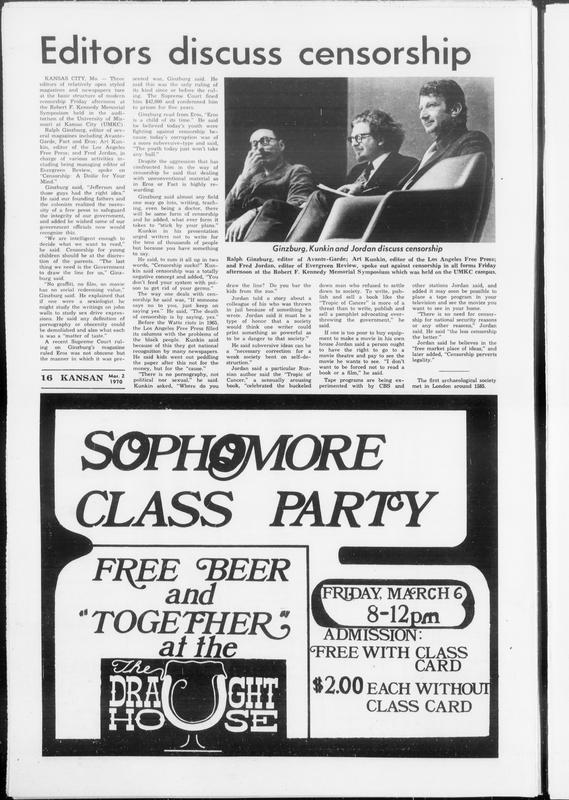 Editors discuss censorship
KANSAS CITY, Mo. — Three
editors of relatively open styled
magazines and newspapers tore
at the basic structure of modern
censorship Friday afternoon at
the Robert F. Kennedy Memorial
Symposium held in the audi-
torium of the University of Mis-
souri at Kansas City (UMKC).
Ralph Ginzburg, editor of sev-
eral magazines including Avante-
Garde, Fact and Eros; Art Kun-
kin, editor of the Los Angeles
Free Press; and Fred Jordan, in
charge of various activities in-
cluding being managing editor of
Evergreen Review, spoke on
"Censorship: A Dozie for Your
Mind."
Ginzburg said, "Jefferson and
those guys had the right idea."
He said our founding fathers and
the colonists realized the neces-
sity of a free press to safeguard
the integrity of our government,
and added he wished some of our
government officials now would
recognize this.
"We are intelligent enough to
decide what we want to read,"
he said. Censorship for young
children should be at the discre-
tion of the parents. "The last
thing we need is the Government
to draw the line for us," Ginz-
burg said.
"No graffiti, no film, no movie
has no social redeeming value,"
Ginzburg said. He explained that
if one were a sexologist he
might study the writings on john
walls to study sex drive expres-
sions. He said any definition of
pornography or obscenity could
be demolished and also what each
is was a "matter of taste."
A recent Supreme Court rul-
ing on Ginzburg's magazine
ruled Eros was not obscene but
the manner in which it was pre-
sented was, Ginzburg said. He
said this was the only ruling of
its kind since or before the rul-
ing. The Supreme Court fined
him $42,000 and condemned him
to prison for five years.
Ginzburg read from Eros, "Eros
is a child of its time." He said
he believed today's youth were
fighting against censorship be-
cause today's corruption was of
a more subversive-type and said,
"The youth today just won't take
any bull."
Despite the aggression that has
confronted him in the way of
censorship he said that dealing
with unconventional material as
in Eros or Fact is highly re-
warding.
Ginzburg said almost any field
one may go into, writing, teach-
ing, even being a doctor, there
will be some form of censorship
and he added, what ever form it
takes to "stick by your plans."
Kunkin in his presentation
urged writers not to write for
the tens of thousands of people
but because you have something
to say.
He said, to sum it all up in two
words, "Censorship sucks!" Kun-
kin said censorship was a totally
negative concept and added, "You
don't feed your system with poi-
son to get rid of your germs."
The way one deals with cen-
sorship he said was, "If someone
says no to you, just keep on
saying yes." He said, "The death
of censorship is by saying, yes."
Before the Watts riots in 1965,
the Los Angeles Free Press filled
its columns with the problems of
the black people. Kunkin said
because of this they got national
recognition by many newspapers.
He said kids went out peddling
the paper after this not for the
money, but for the "cause."
"There is no pornography, not
political nor sexual," he said.
Kunkin asked, "Where do you
Ginzburg, Kunkin and Jordan discuss censorship
Ralph Ginzburg, editor of Avante-Garde; Art Kunkin, editor of the Los Angeles Free Press;
and Fred Jordan, editor of Evergreen Review, spoke out against censorship in all forms Friday
afternoon at the Robert F. Kennedy Memorial Symposium which was held on the UMKC campus.
draw the line? Do you bar the
kids from the zoo."
Jordan told a story about a
colleague of his who was thrown
in jail because of something he
wrote. Jordan said it must be a
type of honor that a society
would think one writer could
print something so powerful as
to be a danger to that society."
He said subversive ideas can be
a "necessary correction for a
weak society bent on self-de-
struction."
Jordan said a particular Rus-
sian author said the "Tropic of
Cancer," a sensually arousing
book, "celebrated the buckeled
down man who refused to settle
down to society. To write, pub-
lish and sell a book like the
"Tropic of Cancer" is more of a
threat than to write, publish and
sell a pamphlet advocating over-
throwing the government," he
said.
If one is too poor to buy equip-
ment to make a movie in his own
house Jordan said a person ought
to have the right to go to a
movie theatre and pay to see the
movie he wants to see. "I don't
want to be forced not to read a
book or a film," he said.
Tape programs are being ex-
perimented with by CBS and
other stations Jordan said, and
added it may soon be possible to
place a tape program in your
television and see the movies you
want to see in your home.
"There is no need for censor-
ship for national security reasons
or any other reasons," Jordan
said. He said "the less censorship
the better."
Jordan said he believes in the
"free market place of ideas," and
later added, "Censorship perverts
legality."
The first archaeological society
met in London around 1585.
16 KANSAN Mar. 2
1970
SOPHOMORE
CLASS PARTY
FREE BEER
and
"TOGETHER"
at the
The
DRAUGHT
HOUSE
FRIDAY, MARCH 6
8-12pm
ADMISSION:
FREE WITH CLASS
CARD
$2.00 EACH WITHOUT
CLASS CARD